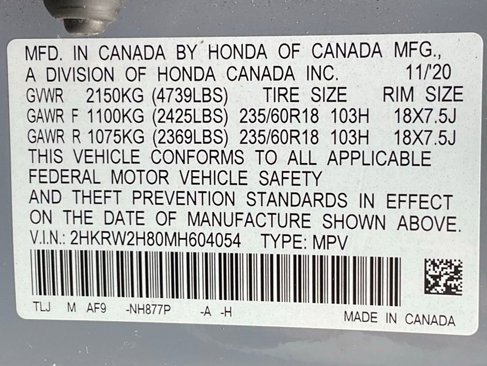 MFD. IN CANADA BY HONDA OF CANADA MFG.,
A DIVISION OF HONDA CANADA INC. 11/'20
GVWR 2150KG (4739LBS) TIRE SIZE RIM SIZE
GAWR F 1100KG (2425LBS) 235/60R18 103H 18X7.5J
GAWR R 1075KG (2369LBS) 235/60R18 103H 18X7.5J
THIS VEHICLE CONFORMS TO ALL APPLICABLE
FEDERAL MOTOR VEHICLE SAFETY
AND THEFT PREVENTION STANDARDS IN EFFECT
ON THE DATE OF MANUFACTURE SHOWN ABOVE.
V.I.N.: 2HKRW2H80MH604054 TYPE: MPV
TLJ M AF9 -NH877P -A -H
MADE IN CANADA